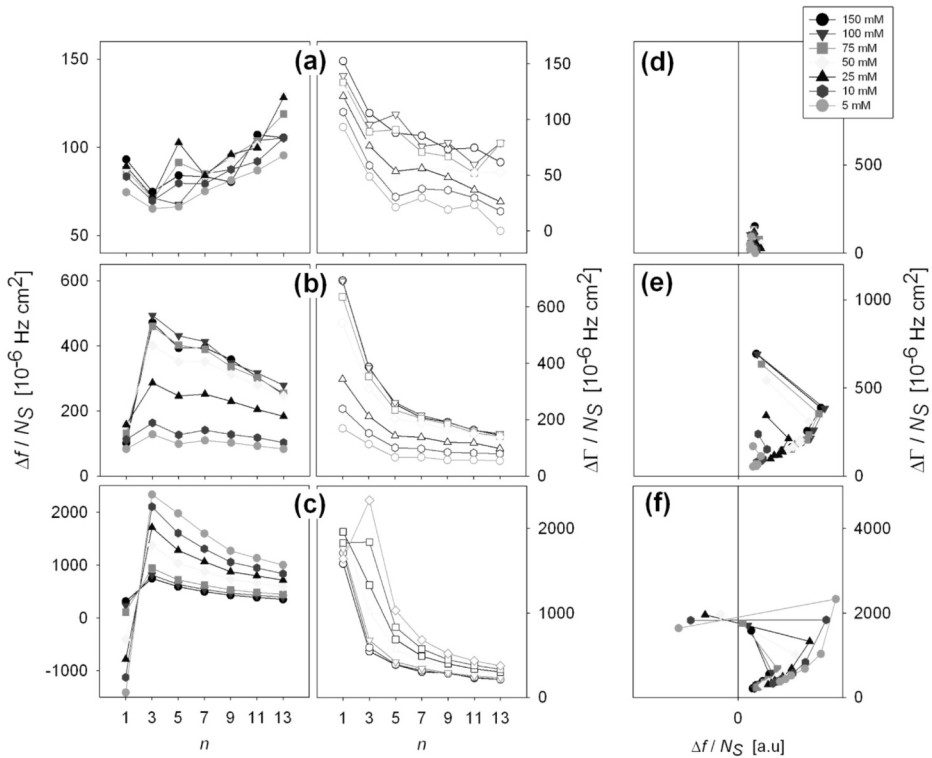 150 mM
100 mM
75 mM
50 mM
25 mM
10 mM
5 mM
(a)
150
100
50
150
100
50
0
(d)
500
0
(b)
600
400
200
0
600
400
200
0
(e)
1000
500
0
(c)
2000
1000
0
-1000
2000
1000
0
(f)
4000
2000
0
1 3 5 7 9 11 13
1 3 5 7 9 11 13
0
n
n
Δf / NS [a.u]
Δf / NS [10-6 Hz cm2]
ΔΓ / NS [10-6 Hz cm2]
ΔΓ / NS [10-6 Hz cm2]